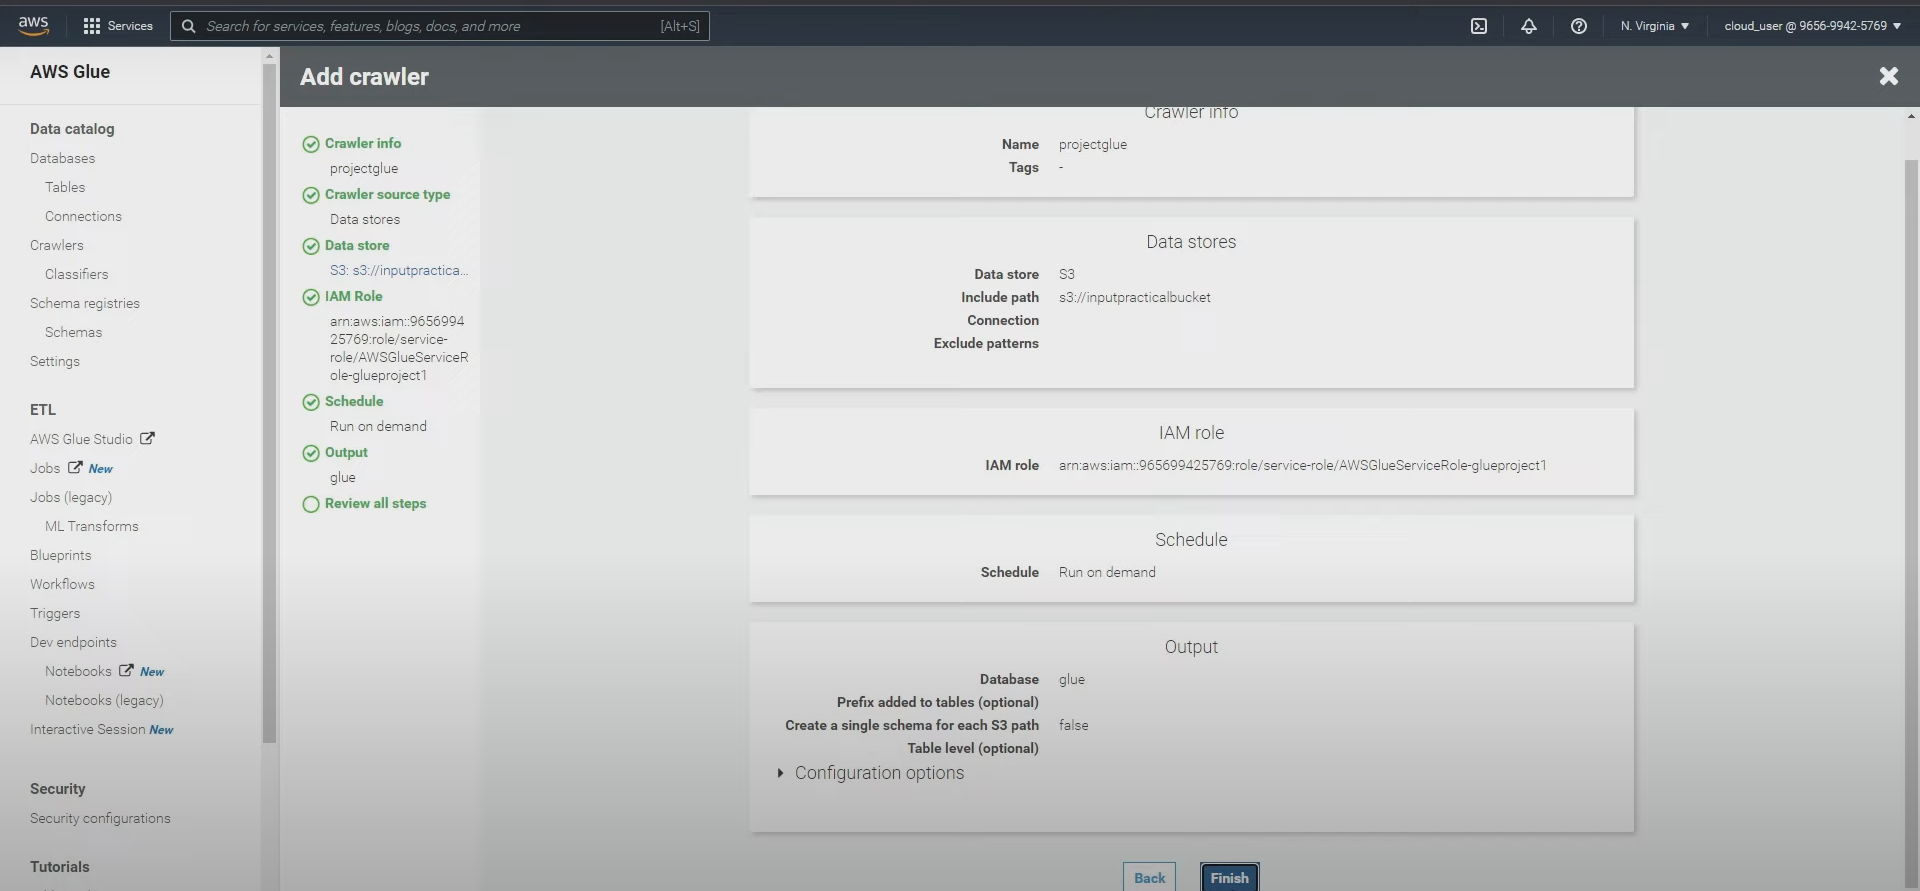 aws
Services
Search for services, features, blogs, docs, and more
[Alt+S]
N. Virginia
cloud_user @ 9656-9942-5769
AWS Glue
Data catalog
Databases
Tables
Connections
Crawlers
Classifiers
Schema registries
Schemas
Settings
ETL
AWS Glue Studio
Jobs New
Jobs (legacy)
ML Transforms
Blueprints
Workflows
Triggers
Dev endpoints
Notebooks New
Notebooks (legacy)
Interactive Session New
Security
Security configurations
Tutorials
Add crawler
Crawler info
projectglue
Crawler source type
Data stores
Data store
S3: s3://inputpractica...
IAM Role
arn:aws:iam::9656994
25769:role/service-
role/AWSGlueServiceR
ole-glueproject1
Schedule
Run on demand
Output
glue
Review all steps
Crawler info
Name projectglue
Tags -
Data stores
Data store S3
Include path s3://inputpracticalbucket
Connection
Exclude patterns
IAM role
IAM role arn:aws:iam::965699425769:role/service-role/AWSGlueServiceRole-glueproject1
Schedule
Schedule Run on demand
Output
Database glue
Prefix added to tables (optional)
Create a single schema for each S3 path false
Table level (optional)
Configuration options
Back Finish